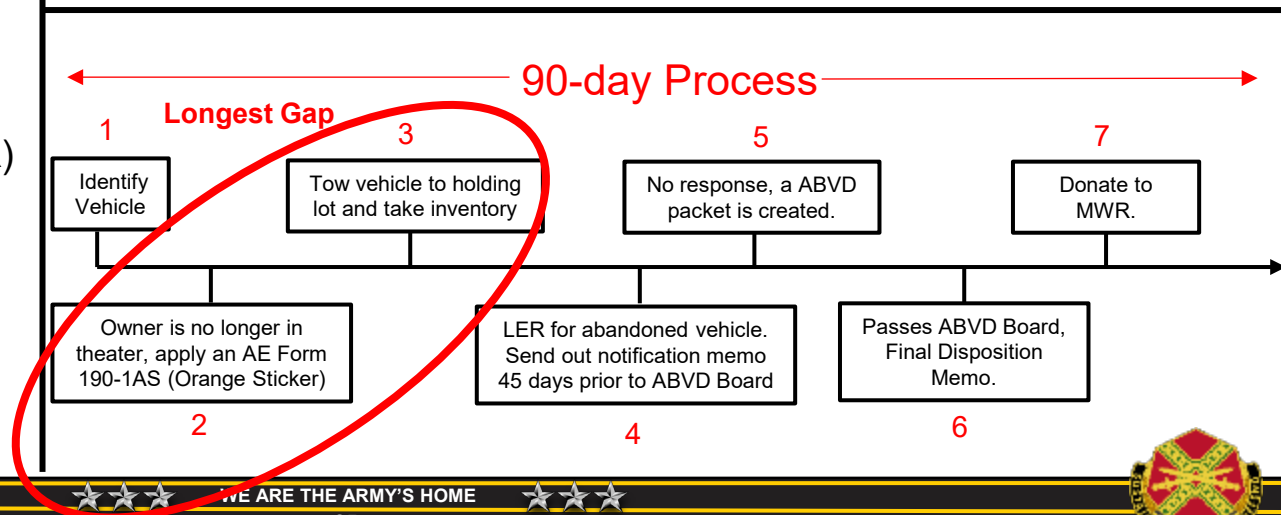 90-day Process
Longest Gap
1
3
5
7
)
Identify
Vehicle
Tow vehicle to holding
lot and take inventory
No response, a ABVD
packet is created.
Donate to
MWR.
Owner is no longer in
theater, apply an AE Form
190-1AS (Orange Sticker)
LER for abandoned vehicle.
Send out notification memo
45 days prior to ABVD Board
Passes ABVD Board,
Final Disposition
Memo.
2
4
6
WE ARE THE ARMY’S HOME